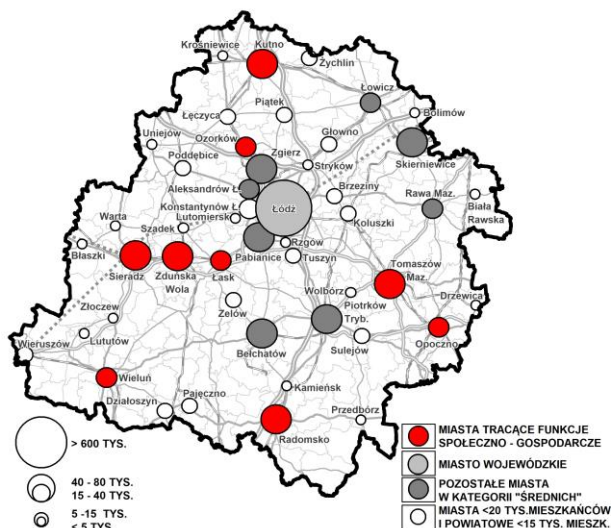 Krośniewice
Kutno
Żychlin
Łowicz
Łęczyca
Piątek
Bolimów
Uniejów
Ozorków
Głowno
Zgierz
Skierniewice
Poddębice
Stryków
Aleksandrów Ł.
Brzeziny
Rawa Maz.
Konstantynów Ł.
Łódź
Biała
Rawska
Lutomiersk
Warta
Szadek
Koluszki
Błaszki
Pabianice
Rzgów
Tuszyn
Sieradz
Zduńska
Wola
Łask
Tomaszów
Maz.
Wolbórz
Drzewica
Złoczew
Zelów
Piotrków
Tryb.
Wieruszów
Lututów
Bełchatów
Sulejów
Opoczno
Wieluń
Kamieńsk
Działoszyn
Pajęczno
Przedbórz
Radomsko
> 600 TYS.
40 - 80 TYS.
15 - 40 TYS.
5 -15 TYS.
< 5 TYS.
MIASTA TRACĄCE FUNKCJE
SPOŁECZNO - GOSPODARCZE
MIASTO WOJEWÓDZKIE
POZOSTAŁE MIASTA
W KATEGORII "ŚREDNICH"
MIASTA <20 TYS.MIESZKAŃCÓW
I POWIATOWE <15 TYS. MIESZK.